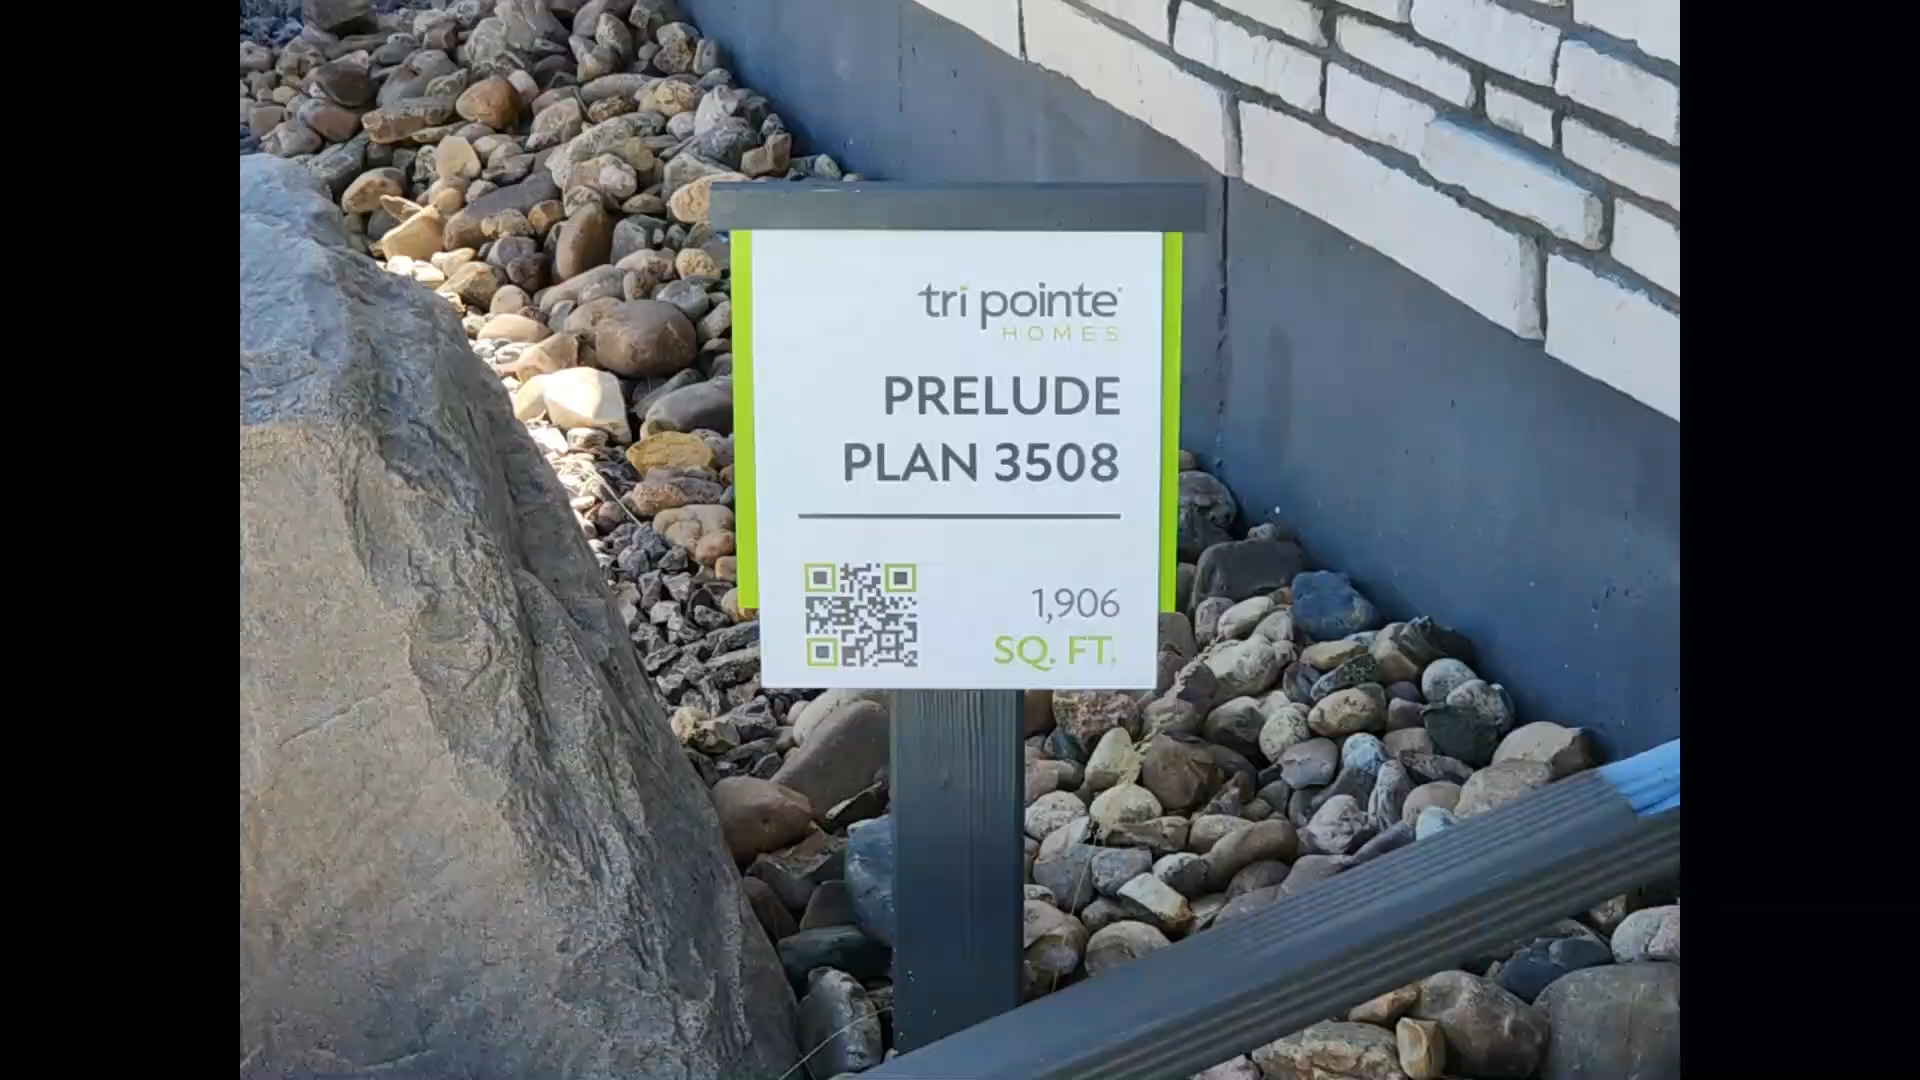 tri pointe
HOMES
PRELUDE
PLAN 3508
1,906
SQ. FT.